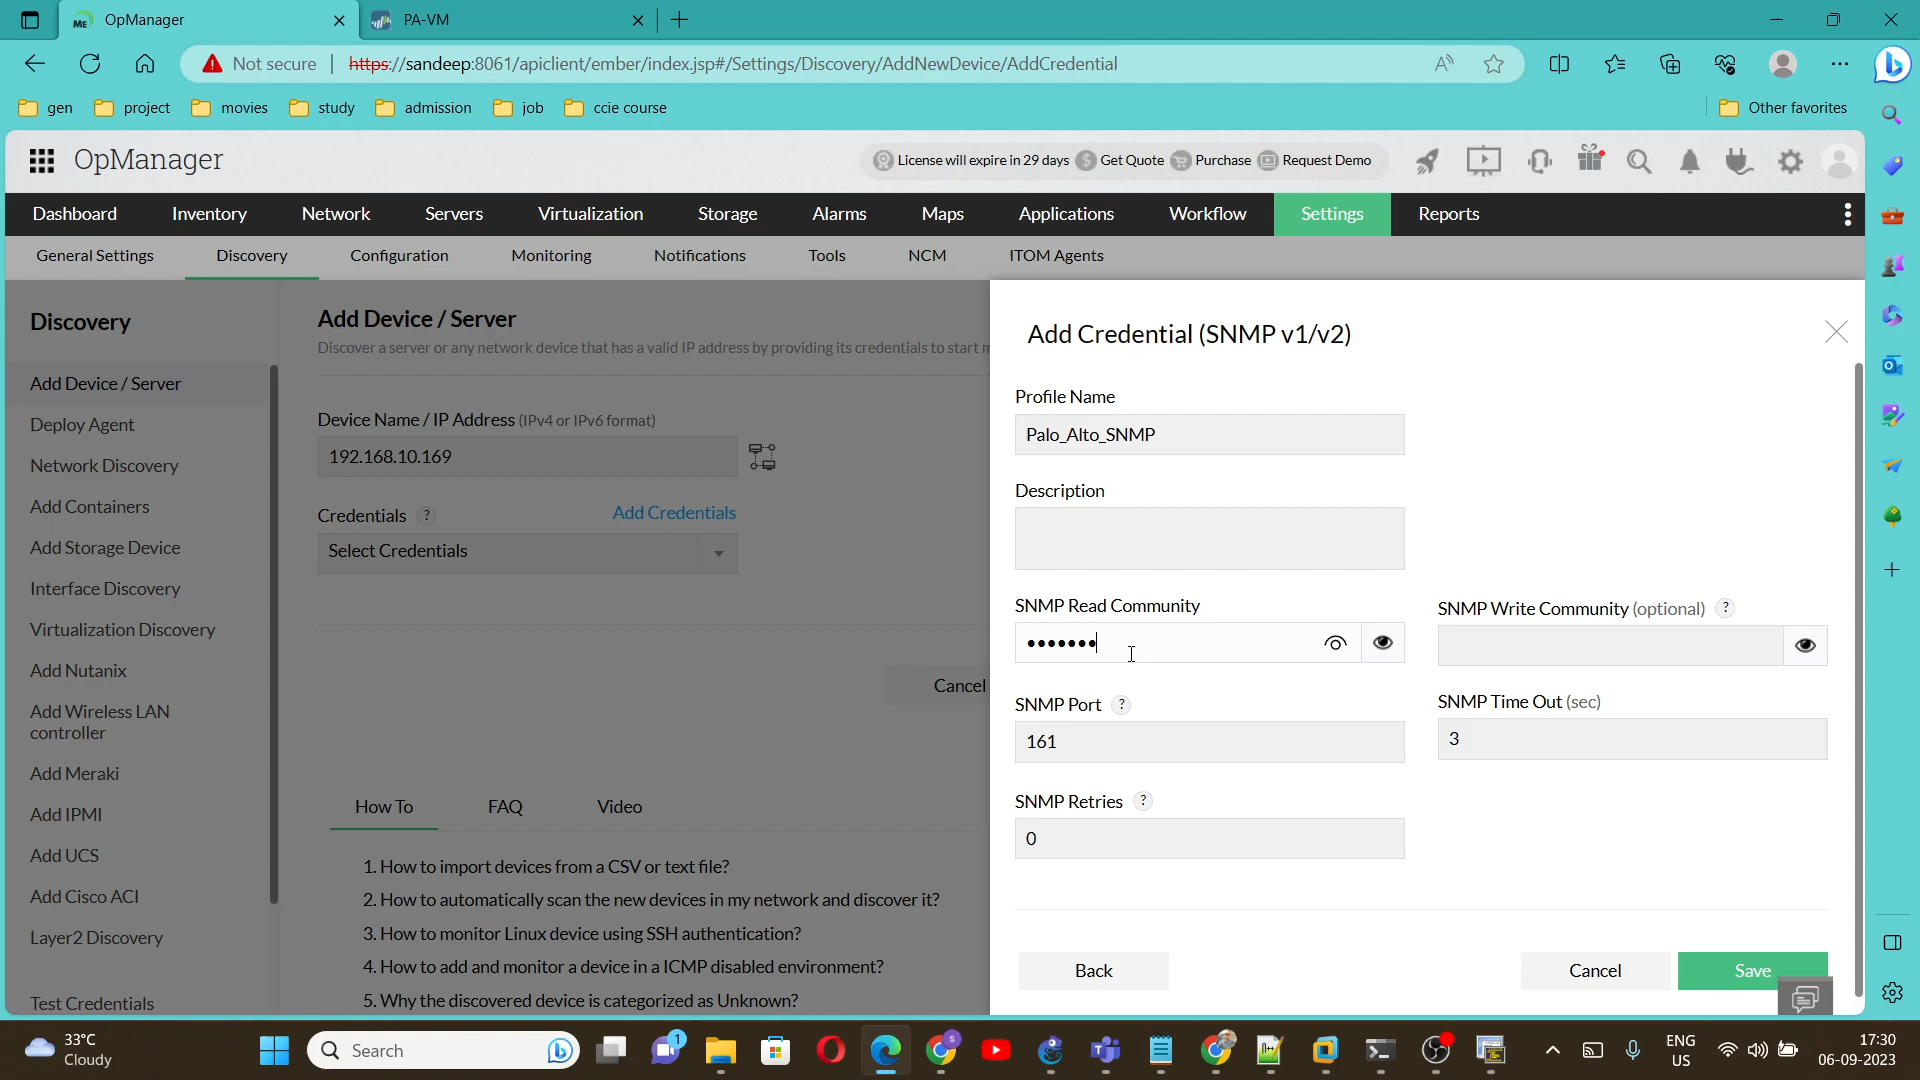 OpManager
PA-VM
Not secure
https://sandeep:8061/apiclient/ember/index.jsp#/Settings/Discovery/AddNewDevice/AddCredential
gen project movies study admission job ccie course Other favorites
OpManager
License will expire in 29 days Get Quote Purchase Request Demo
Dashboard Inventory Network Servers Virtualization Storage Alarms Maps Applications Workflow Settings Reports
General Settings Discovery Configuration Monitoring Notifications Tools NCM ITOM Agents
Discovery
Add Device / Server
Deploy Agent
Network Discovery
Add Containers
Add Storage Device
Interface Discovery
Virtualization Discovery
Add Nutanix
Add Wireless LAN
controller
Add Meraki
Add IPMI
Add UCS
Add Cisco ACI
Layer2 Discovery
Test Credentials
Add Device / Server
Discover a server or any network device that has a valid IP address by providing its credentials to start m
Device Name / IP Address (IPv4 or IPv6 format)
192.168.10.169
Credentials ? Add Credentials
Select Credentials
Cancel
How To FAQ Video
1. How to import devices from a CSV or text file?
2. How to automatically scan the new devices in my network and discover it?
3. How to monitor Linux device using SSH authentication?
4. How to add and monitor a device in a ICMP disabled environment?
5. Why the discovered device is categorized as Unknown?
Add Credential (SNMP v1/v2)
Profile Name
Palo_Alto_SNMP
Description
SNMP Read Community
•••••••
SNMP Write Community (optional) ?
SNMP Port ?
161
SNMP Time Out (sec)
3
SNMP Retries ?
0
Back Cancel Save
33°C
Cloudy
Search
1
ENG
US
17:30
06-09-2023